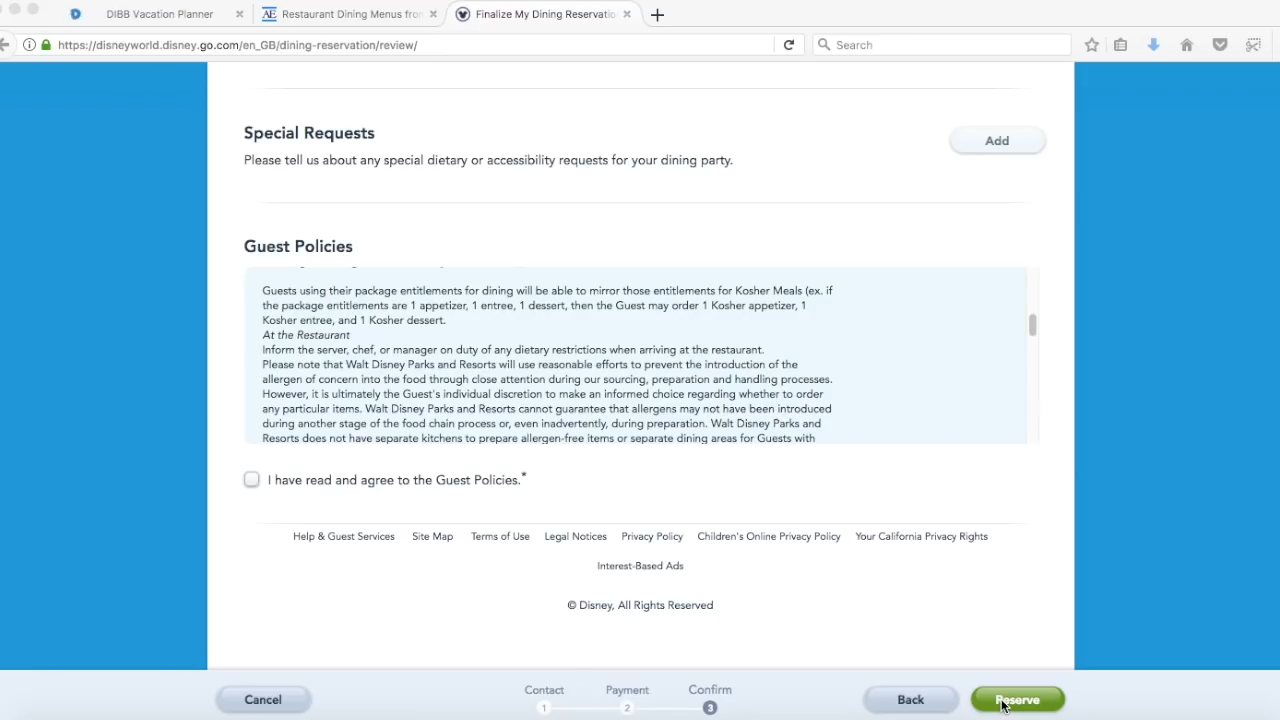 DIBB Vacation Planner
Restaurant Dining Menus from
Finalize My Dining Reservatio
https://disneyworld.disney.go.com/en_GB/dining-reservation/review/
Search
Special Requests
Add
Please tell us about any special dietary or accessibility requests for your dining party.
Guest Policies
Guests using their package entitlements for dining will be able to mirror those entitlements for Kosher Meals (ex. if
the package entitlements are 1 appetizer, 1 entree, 1 dessert, then the Guest may order 1 Kosher appetizer, 1
Kosher entree, and 1 Kosher dessert.
At the Restaurant
Inform the server, chef, or manager on duty of any dietary restrictions when arriving at the restaurant.
Please note that Walt Disney Parks and Resorts will use reasonable efforts to prevent the introduction of the
allergen of concern into the food through close attention during our sourcing, preparation and handling processes.
However, it is ultimately the Guest's individual discretion to make an informed choice regarding whether to order
any particular items. Walt Disney Parks and Resorts cannot guarantee that allergens may not have been introduced
during another stage of the food chain process or, even inadvertently, during preparation. Walt Disney Parks and
Resorts does not have separate kitchens to prepare allergen-free items or separate dining areas for Guests with
I have read and agree to the Guest Policies.*
Help & Guest Services Site Map Terms of Use Legal Notices Privacy Policy Children's Online Privacy Policy Your California Privacy Rights
Interest-Based Ads
© Disney, All Rights Reserved
Cancel
Contact Payment Confirm
1 2 3
Back
Reserve